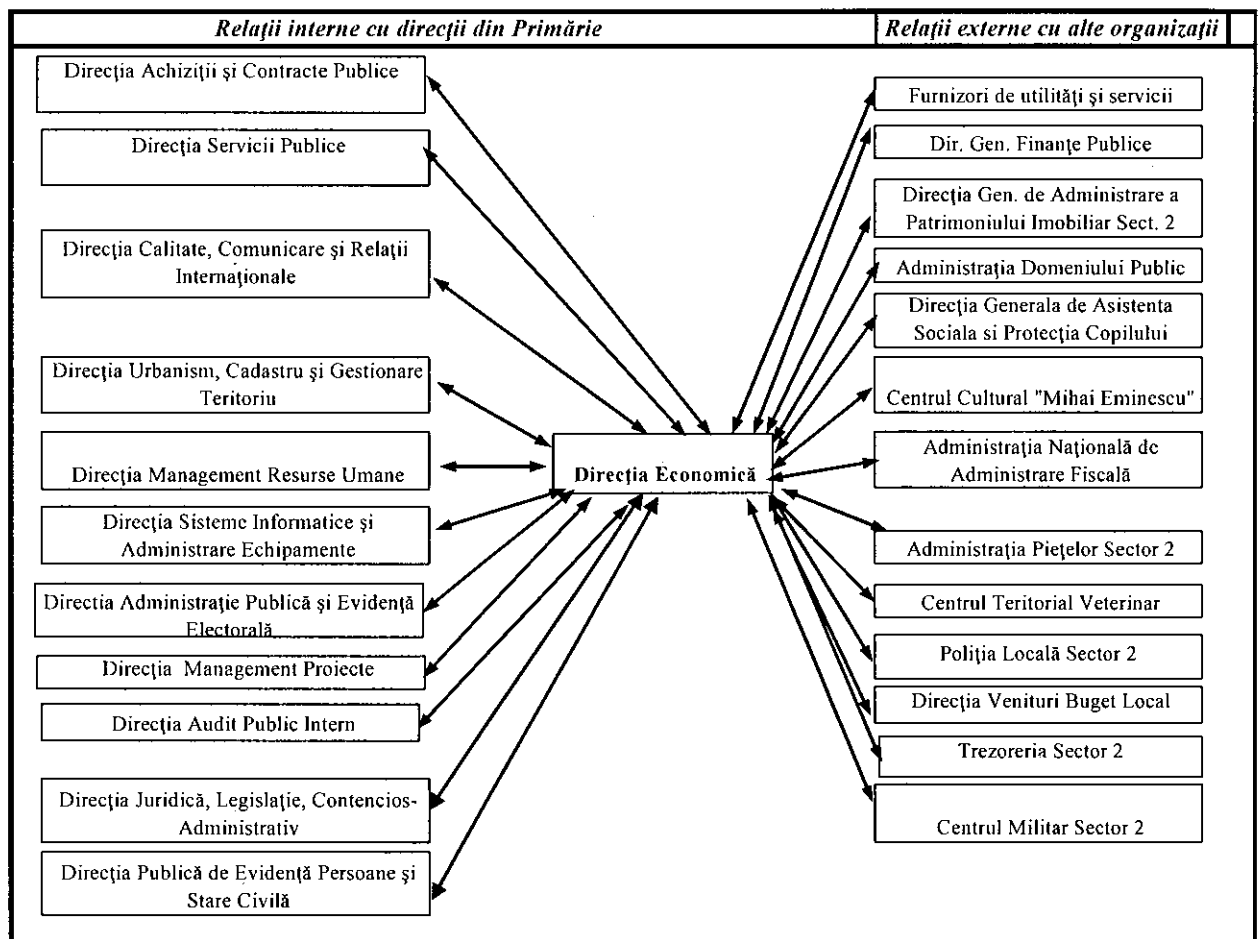 Relaţii interne cu direcţii din Primărie
Relaţii externe cu alte organizaţii
Direcţia Achiziţii şi Contracte Publice
Direcţia Servicii Publice
Direcţia Calitate, Comunicare şi Relaţii
Internaţionale
Direcţia Urbanism, Cadastru şi Gestionare
Teritoriu
Direcţia Management Resurse Umane
Direcţia Sisteme Informatice şi
Administrare Echipamente
Directia Administraţie Publică şi Evidenţă
Electorală
Direcţia Management Proiecte
Direcţia Audit Public Intern
Direcţia Juridică, Legislaţie, Contencios-
Administrativ
Direcţia Publică de Evidenţă Persoane şi
Stare Civilă
Direcţia Economică
Furnizori de utilităţi şi servicii
Dir. Gen. Finanţe Publice
Direcţia Gen. de Administrare a
Patrimoniului Imobiliar Sect. 2
Administraţia Domeniului Public
Direcţia Generala de Asistenta
Sociala si Protecţia Copilului
Centrul Cultural "Mihai Eminescu"
Administraţia Naţională de
Administrare Fiscală
Administraţia Pieţelor Sector 2
Centrul Teritorial Veterinar
Poliţia Locală Sector 2
Direcţia Venituri Buget Local
Trezoreria Sector 2
Centrul Militar Sector 2